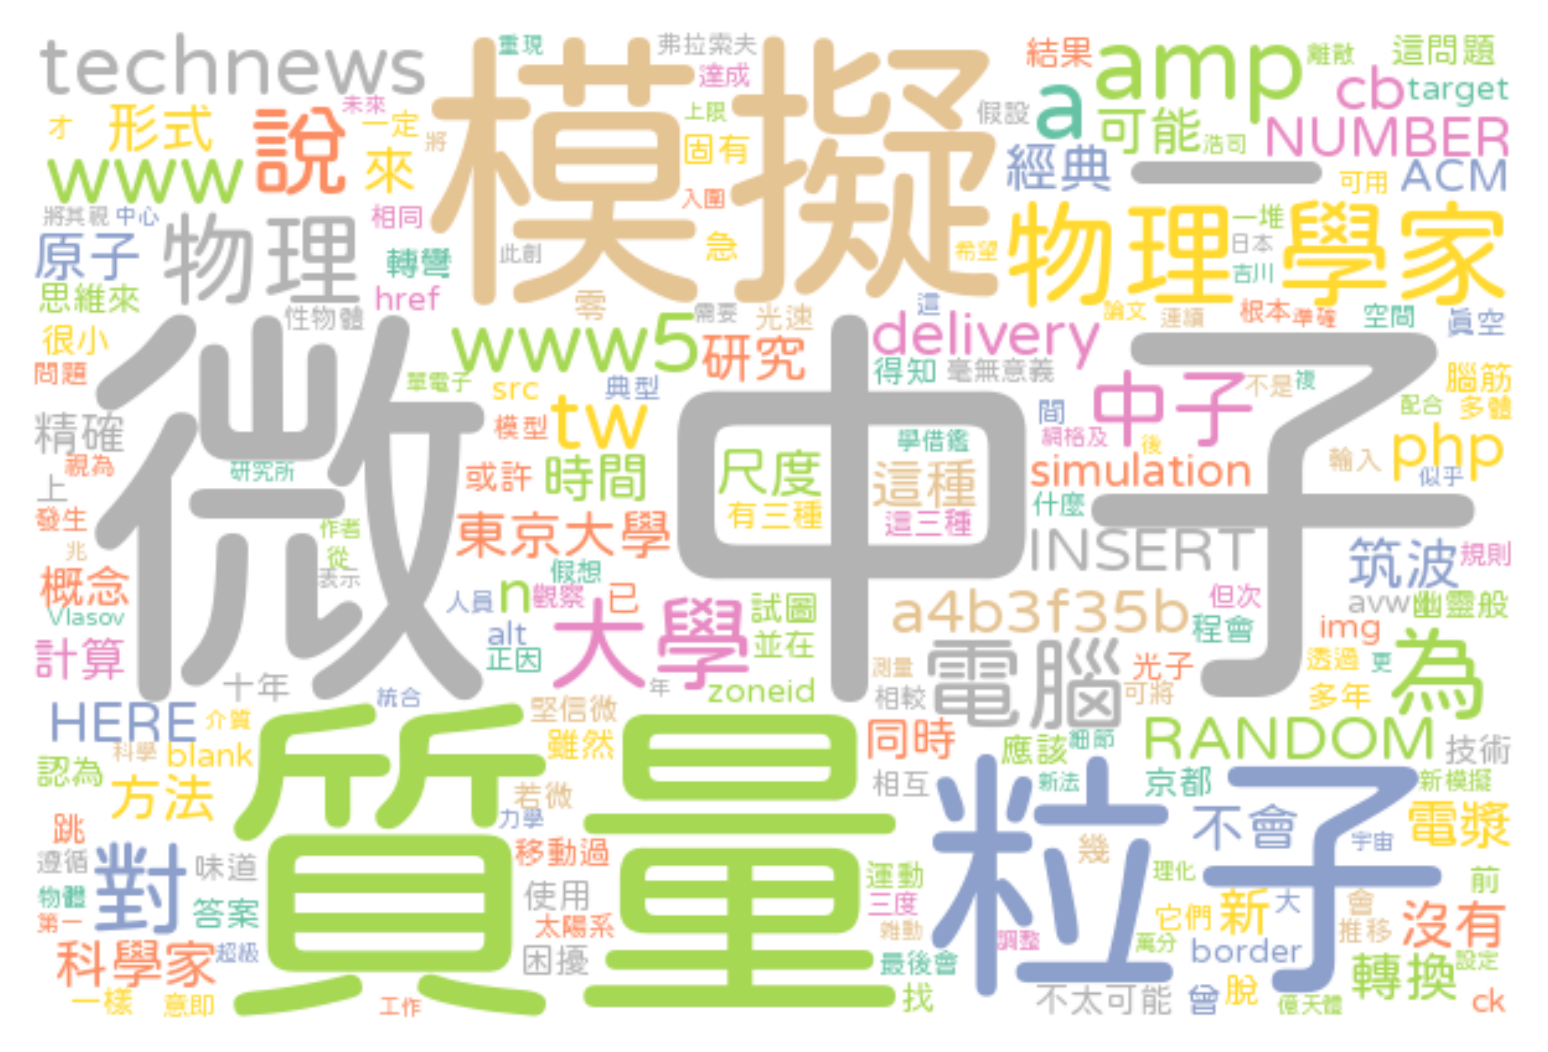 technews
重現
弗拉索夫
達成
模擬
結果
amp
離散
這問題
cb
target
a
假設
可能
浩司
NUMBER
未來
形式
說
一定
才
將
上限
固有
www
來
經典
一
可用
ACM
入圍
將其視
中心
物理
相同
原子
轉彎
此創
急
希望
物理學家
一堆
日本
吉川
思維來
href
性物體
零
需要
光速
這
論文
連續
根本
準確
空間
真空
很小
www5
研究
delivery
微中子
問題
單電子
src
典型
得知
毫無意義
中子
不是
複
腦筋
配合
多體
間
精確
模型
tw
學借鑑
網格及
後
php
視為
研究所
或許
時間
尺度
這種
simulation
輸入
似乎
上
有三種
這三種
什麼
發生
作者
東京大學
INSERT
兆
從
表示
假想
筑波
規則
概念
人員
n
觀察
已
大學
試圖
a4b3f35b
但次
avw
幽靈般
Vlasov
alt
並在
程會
img
為
計算
正因
測量
電腦
光子
透過
更
十年
統合
年
zoneid
相較
可將
多年
HERE
介質
堅信微
質量
同時
應該
細節
RANDOM
技術
科學
blank
雖然
認為
方法
若微
相互
粒子
新法
京都
新模擬
跳
力學
不會
電漿
遵循
對
味道
移動過
幾
宇宙
物體
使用
運動
理化
前
第一
答案
太陽系
三度
它們
新
大
會
沒有
科學家
超級
困擾
雜動
調整
萬分
推移
最後會
border
轉換
設定
一樣
意即
工作
找
不太可能
曾
脫
億天體
ck